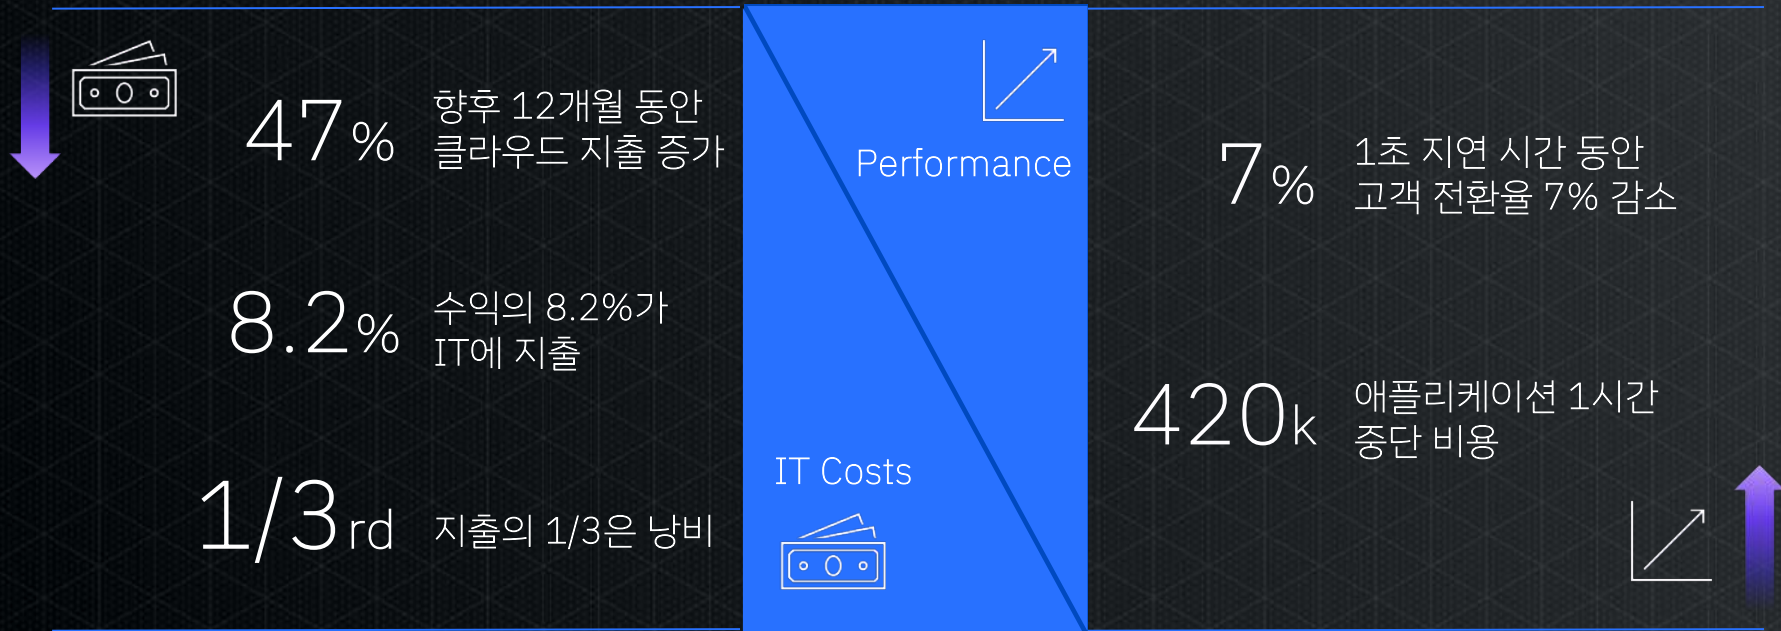 47%
향후 12개월 동안
클라우드 지출 증가
8.2%
수익의 8.2%가
IT에 지출
1/3rd
지출의 1/3은 낭비
Performance
IT Costs
7%
1초 지연 시간 동안
고객 전환율 7% 감소
420k
애플리케이션 1시간
중단 비용